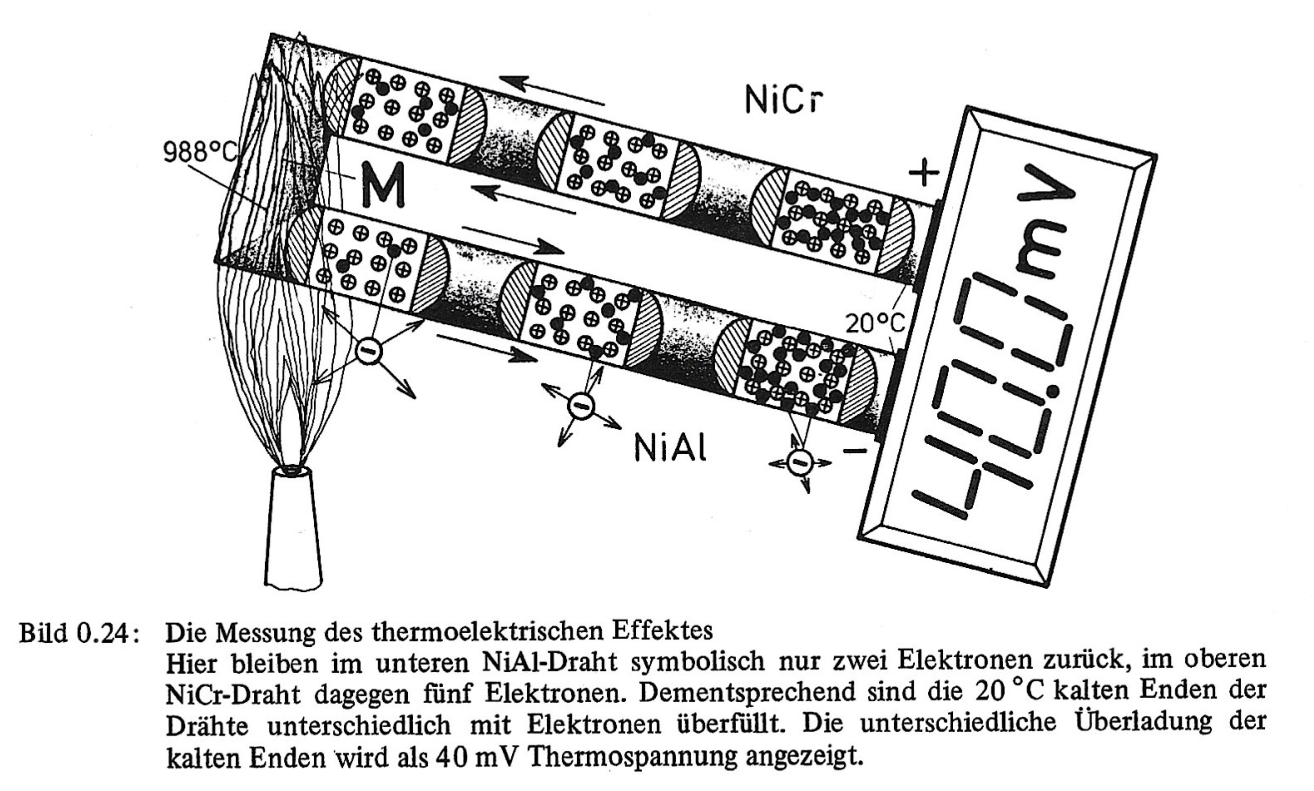 NiCr
988°C
M
+
20°C
40.0 mV
NiAl
−
Bild 0.24: Die Messung des thermoelektrischen Effektes
Hier bleiben im unteren NiAl-Draht symbolisch nur zwei Elektronen zurück, im oberen
NiCr-Draht dagegen fünf Elektronen. Dementsprechend sind die 20 °C kalten Enden der
Drähte unterschiedlich mit Elektronen überfüllt. Die unterschiedliche Überladung der
kalten Enden wird als 40 mV Thermospannung angezeigt.